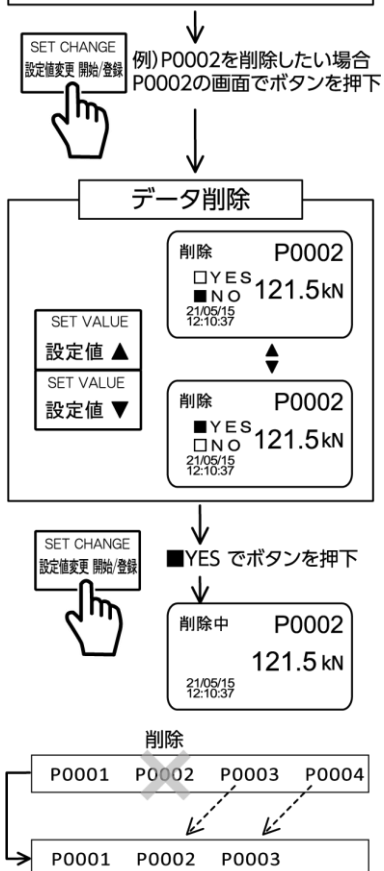 SET CHANGE
設定値変更 開始/登録
例)P0002を削除したい場合
P0002の画面でボタンを押下
データ削除
削除 P0002
□YES
■NO 121.5kN
21/05/15
12:10:37
SET VALUE
設定値 ▲
SET VALUE
設定値 ▼
▲
▼
削除 P0002
■YES
□NO 121.5kN
21/05/15
12:10:37
SET CHANGE
設定値変更 開始/登録
■YES でボタンを押下
削除中 P0002
121.5kN
21/05/15
12:10:37
削除
P0001 P0002 P0003 P0004
P0001 P0002 P0003